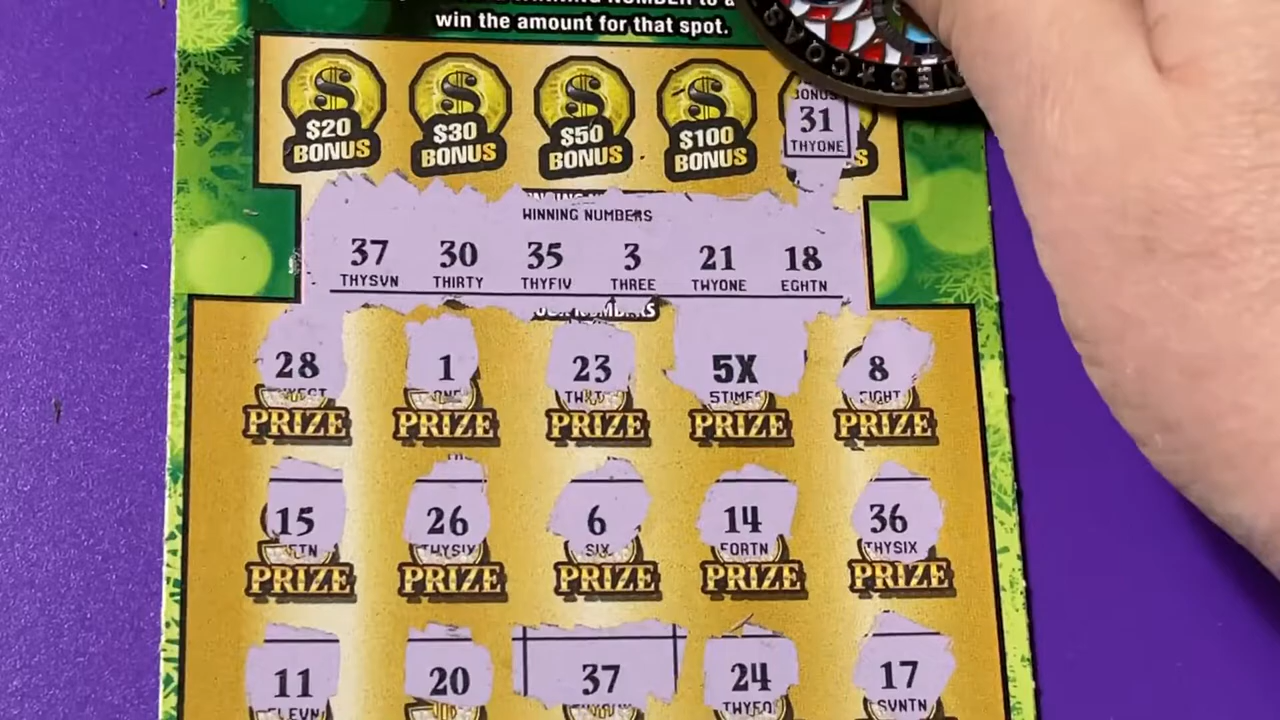 win the amount for that spot.
$20 $30 $50 $100 BONUS
BONUS BONUS BONUS BONUS 31
THYONE
WINNING NUMBERS
37 30 35 3 21 18
THYSVN THIRTY THYFIV THREE TWYONE EGHTN
28 1 23 5X 8
EIGHT
PRIZE PRIZE PRIZE PRIZE PRIZE
15 26 6 14 36
SIX FORTN THYSIX
PRIZE PRIZE PRIZE PRIZE PRIZE
11 20 37 24 17
SVNTN